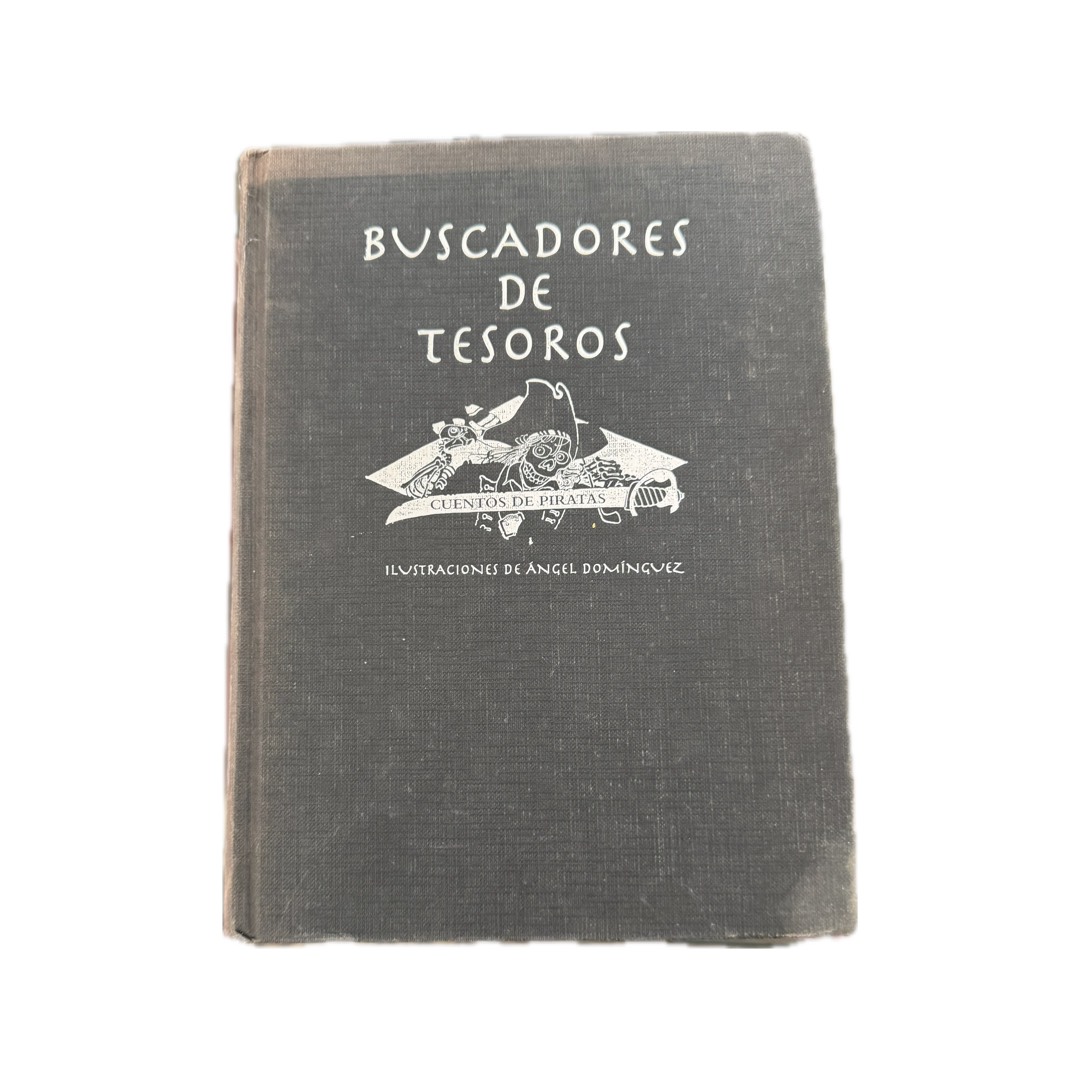 BUSCADORES
DE
TESOROS
CUENTOS DE PIRATAS
ILUSTRACIONES DE ÁNGEL DOMÍNGUEZ